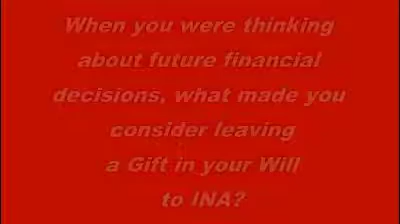 When you were thinking
about future financial
decisions, what made you
consider leaving
a Gift in your Will
to INA?